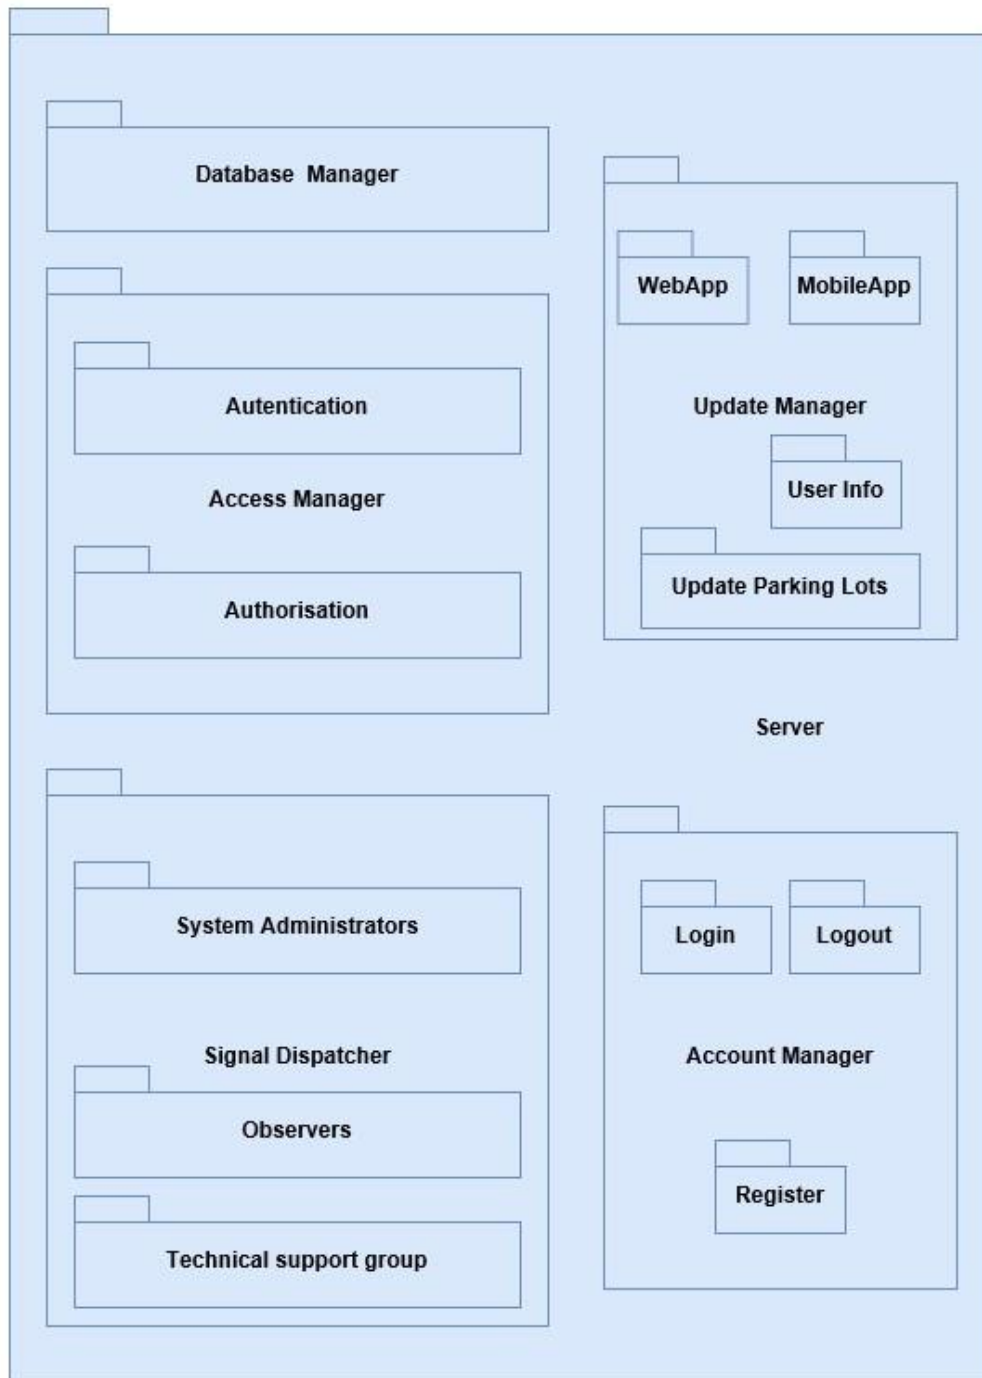 Database Manager
Autentication
Access Manager
Authorisation
System Administrators
Signal Dispatcher
Observers
Technical support group
WebApp
MobileApp
Update Manager
User Info
Update Parking Lots
Server
Login
Logout
Account Manager
Register